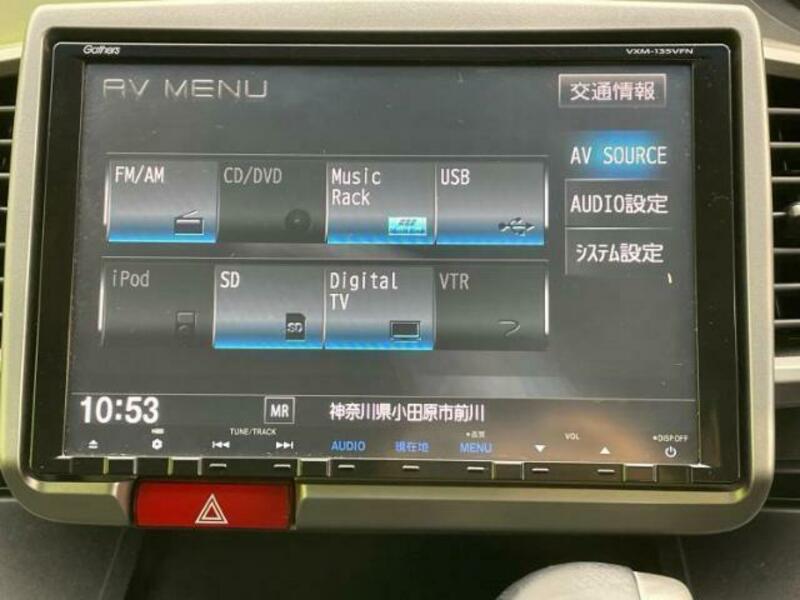 Gathers
VXM-135VFN
AV MENU
交通情報
FM/AM
CD/DVD
Music Rack
USB
AV SOURCE
AUDIO設定
システム設定
iPod
SD
Digital TV
VTR
SD
10:53
MR
神奈川県小田原市前川
TUNE/TRACK
AUDIO
現在地
画質
MENU
VOL
DISP.OFF